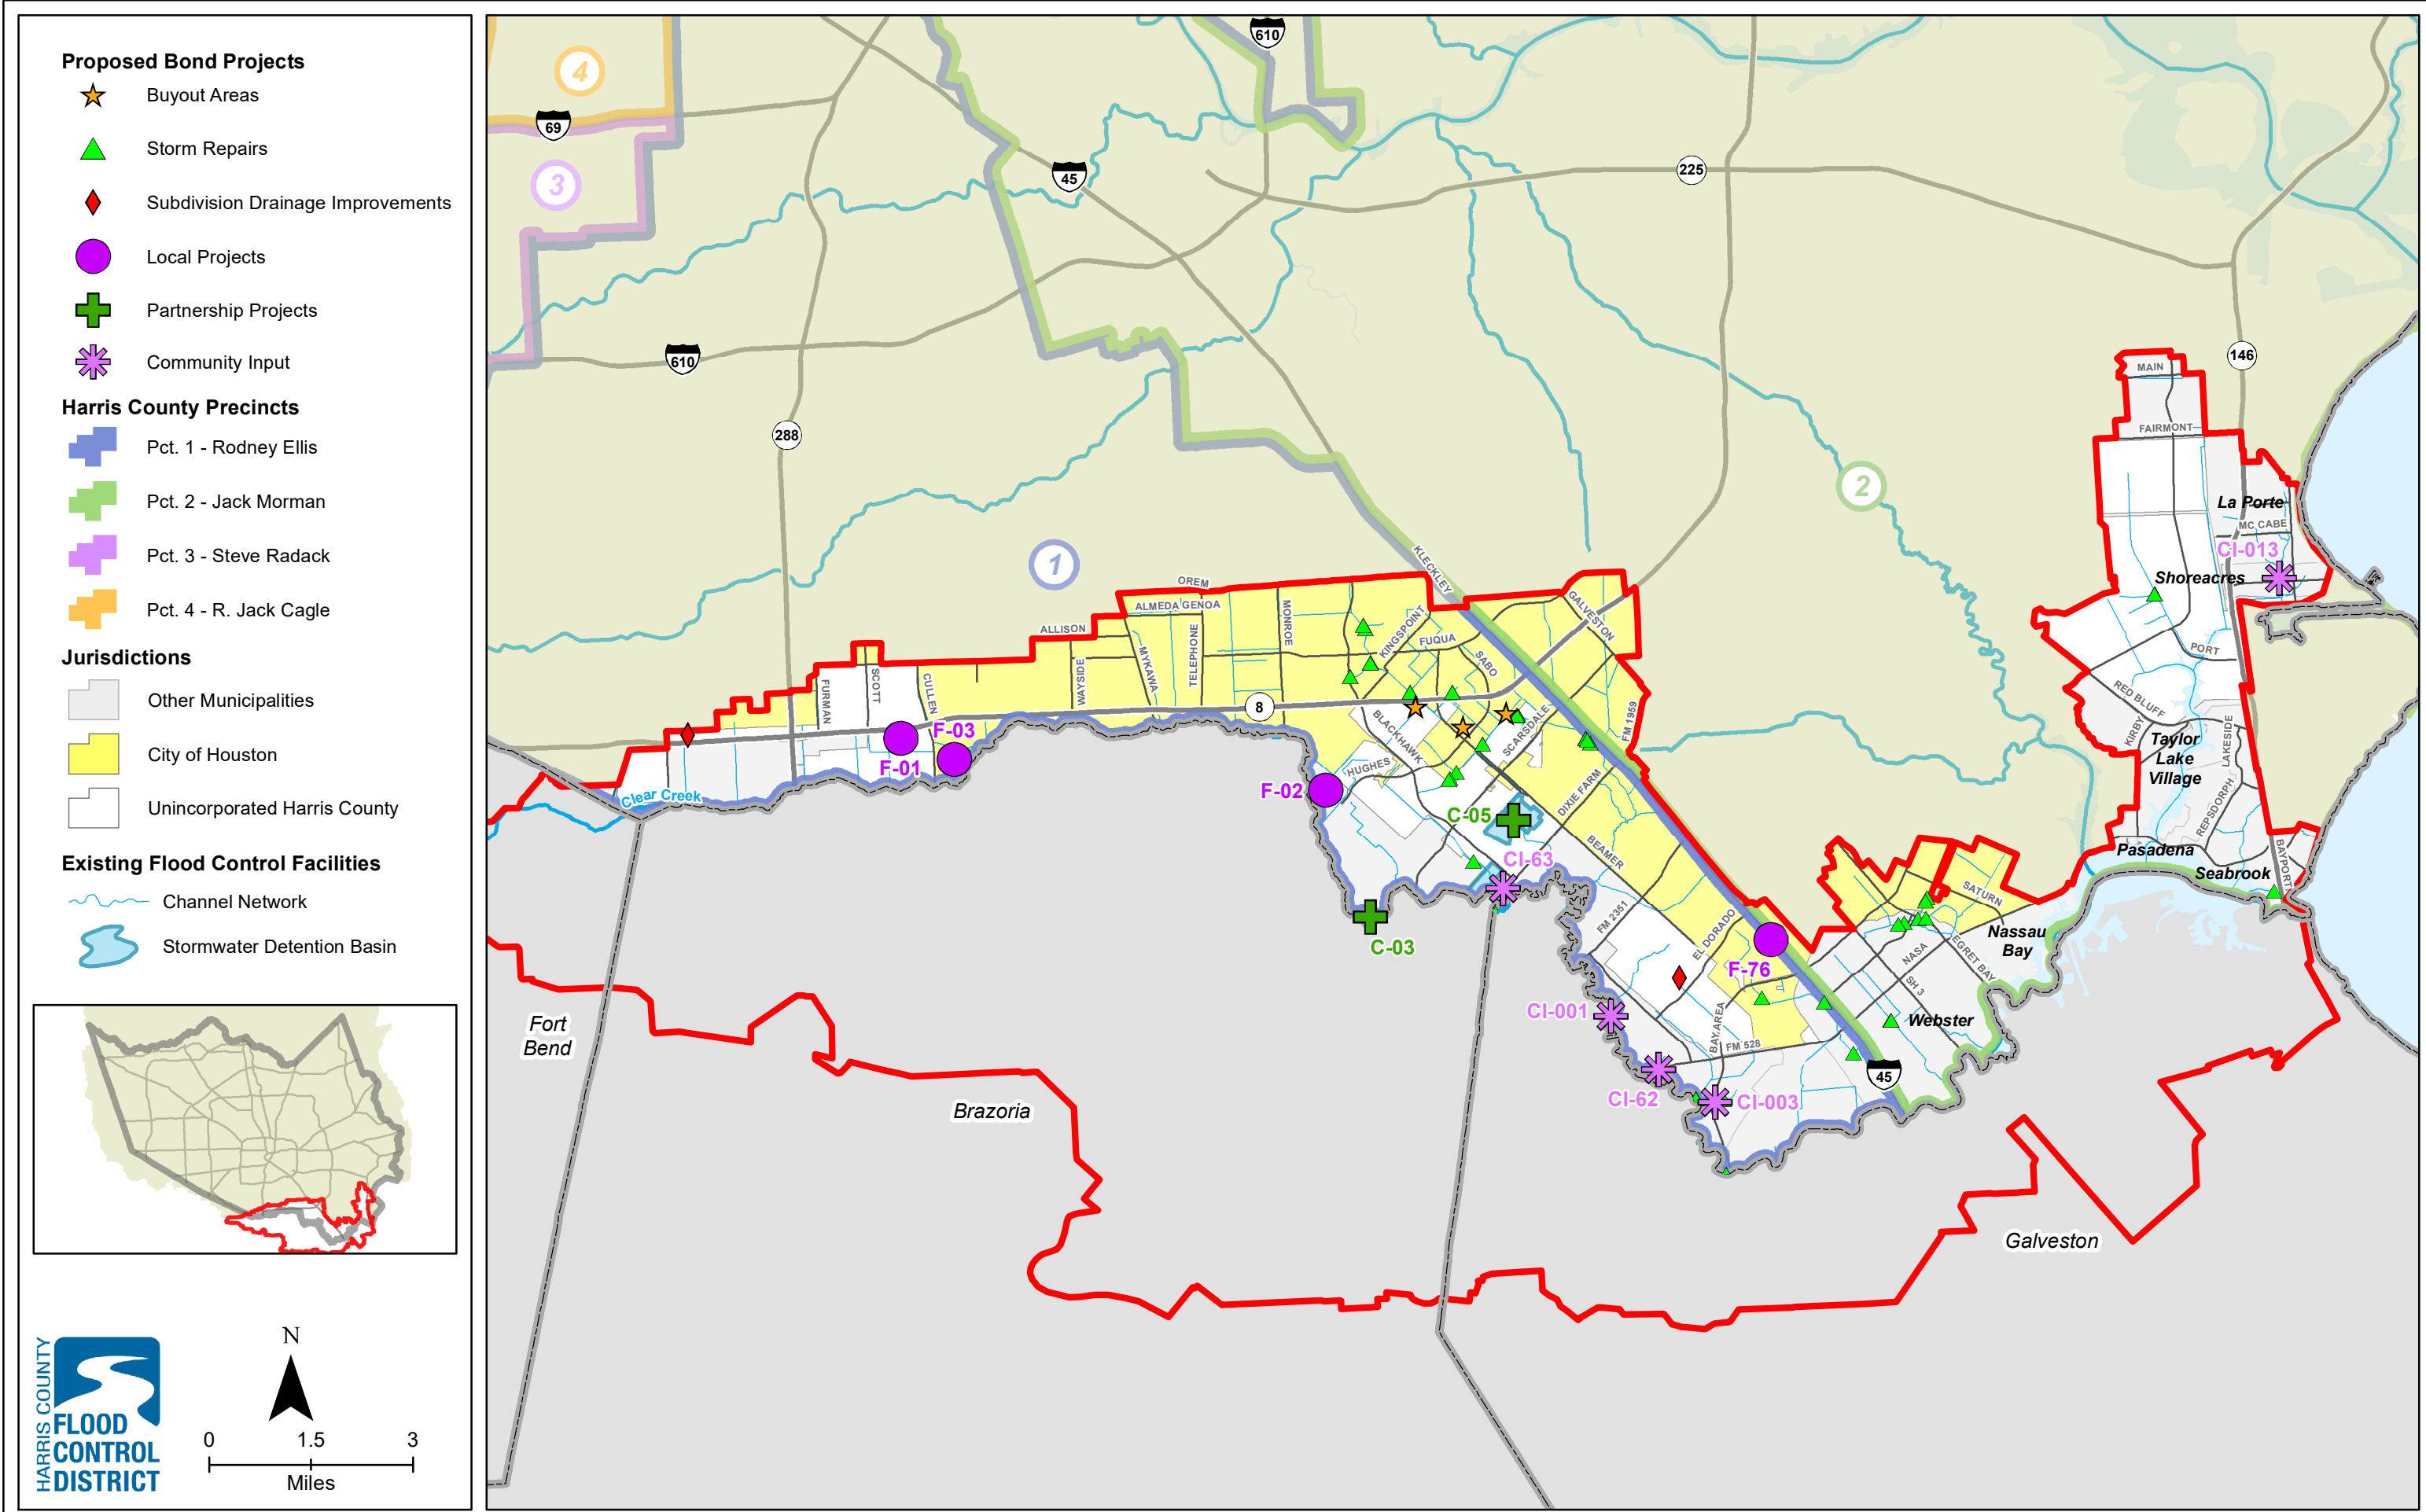 Proposed Bond Projects
Buyout Areas
Storm Repairs
Subdivision Drainage Improvements
Local Projects
Partnership Projects
Community Input
Harris County Precincts
Pct. 1 - Rodney Ellis
Pct. 2 - Jack Morman
Pct. 3 - Steve Radack
Pct. 4 - R. Jack Cagle
Jurisdictions
Other Municipalities
City of Houston
Unincorporated Harris County
Existing Flood Control Facilities
Channel Network
Stormwater Detention Basin
HARRIS COUNTY
FLOOD
CONTROL
DISTRICT
N
0 1.5 3
Miles
4
69
3
610
45
610
225
288
146
2
1
MAIN
FAIRMONT
La Porte
MC CABE
CI-013
Shoreacres
PORT
RED BLUFF
KIRBY
LAKESIDE
Taylor
Lake
Village
REPSDORPH
Pasadena
Seabrook
BAYPORT
KLECKLEY
OREM
ALMEDA GENOA
ALLISON
MONROE
KINGSPOINT
FUQUA
SABO
GALVESTON
FURMAN
SCOTT
CULLEN
WAYSIDE
MYKAWA
TELEPHONE
8
FM 1959
SCARSDALE
BLACKHAWK
HUGHES
DIXIE FARM
BEAMER
F-03
F-01
F-02
Clear Creek
C-05
CI-63
C-03
FM 2351
EL DORADO
F-76
SATURN
NASA
EGRET BAY
SH 3
Nassau
Bay
CI-001
BAY AREA
FM 528
Webster
45
CI-62
CI-003
Fort
Bend
Brazoria
Galveston